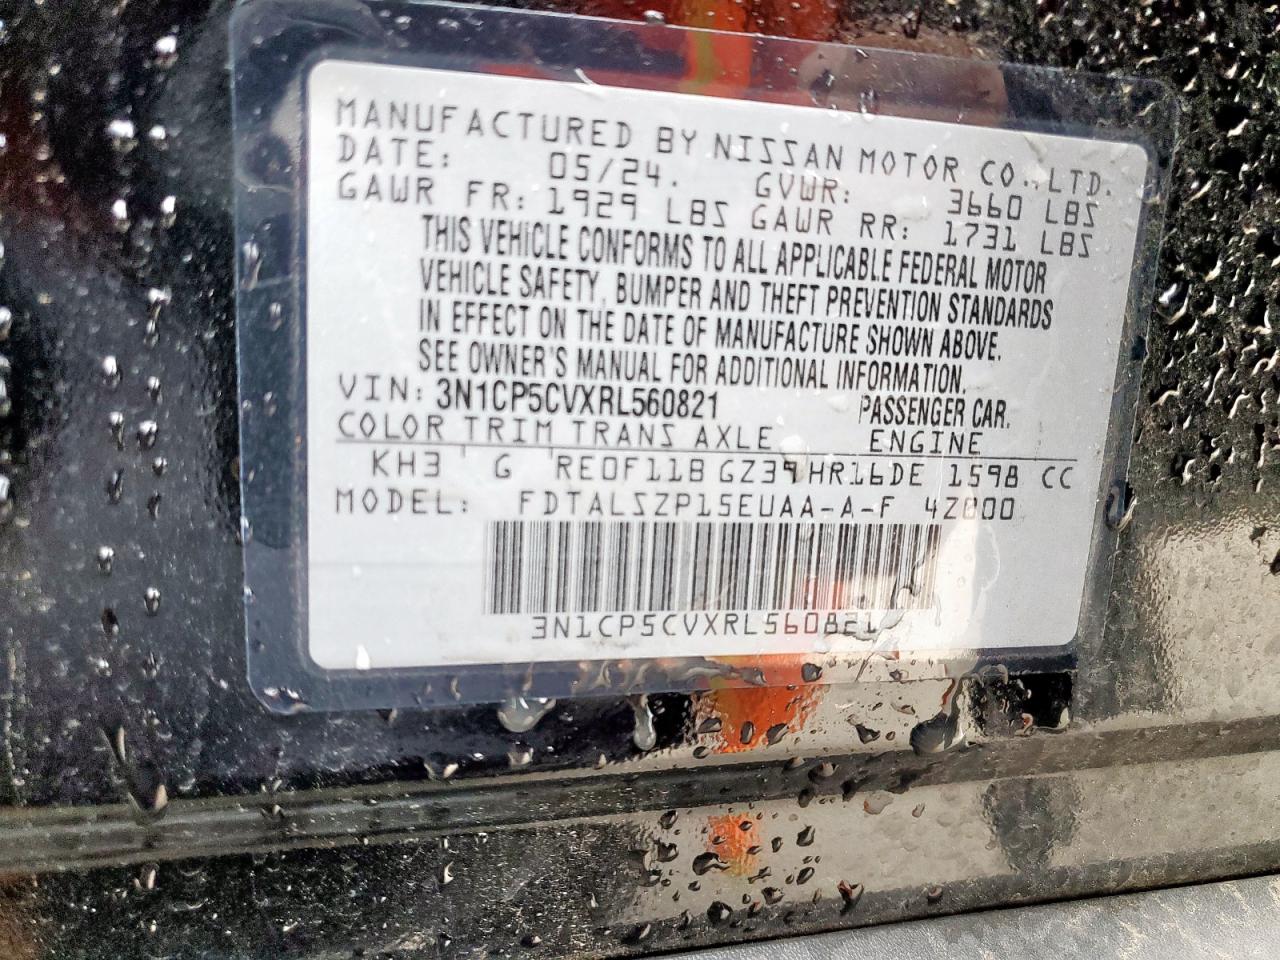 MANUFACTURED BY NISSAN MOTOR CO.,LTD.
DATE: 05/24. GVWR: 3660 LBS
GAWR FR: 1929 LBS GAWR RR: 1731 LBS
THIS VEHICLE CONFORMS TO ALL APPLICABLE FEDERAL MOTOR
VEHICLE SAFETY, BUMPER AND THEFT PREVENTION STANDARDS
IN EFFECT ON THE DATE OF MANUFACTURE SHOWN ABOVE.
SEE OWNER'S MANUAL FOR ADDITIONAL INFORMATION.
VIN: 3N1CP5CVXRL560821 PASSENGER CAR.
COLOR TRIM TRANS AXLE ENGINE
KH3 G RE0F11B GZ39 HR16DE 1598 CC
MODEL: FDTALSZP15EUAA-A-F 42000
3N1CP5CVXRL560821